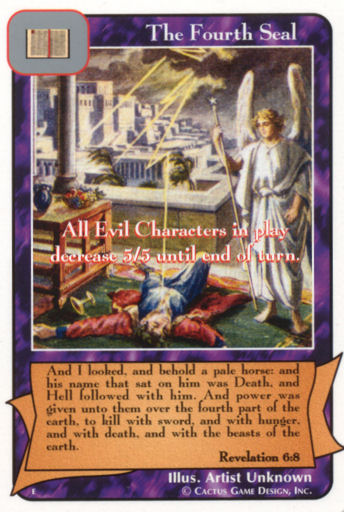 The Fourth Seal
All Evil Characters in play
decrease 5/5 until end of turn.
And I looked, and behold a pale horse: and
his name that sat on him was Death, and
Hell followed with him. And power was
given unto them over the fourth part of the
earth, to kill with sword, and with hunger,
and with death, and with the beasts of the
earth.
Revelation 6:8
Illus. Artist Unknown
E
© Cactus Game Design, Inc.